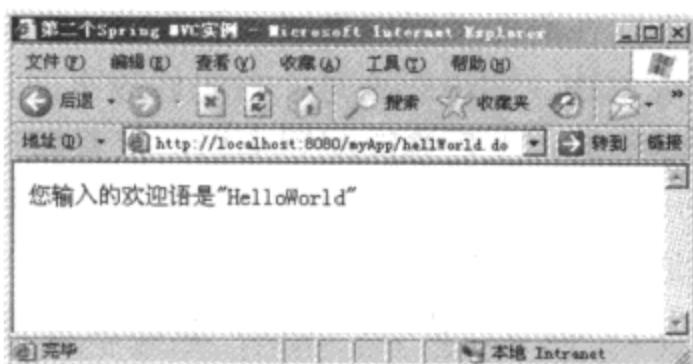 第二个Spring MVC实例 - Microsoft Internet Explorer
文件(F) 编辑(E) 查看(V) 收藏(A) 工具(T) 帮助(H)
后退 搜索 收藏夹 »
地址(D) http://localhost:8080/myApp/hellWorld.do 转到 链接
您输入的欢迎语是"HelloWorld"
完毕 本地 Intranet